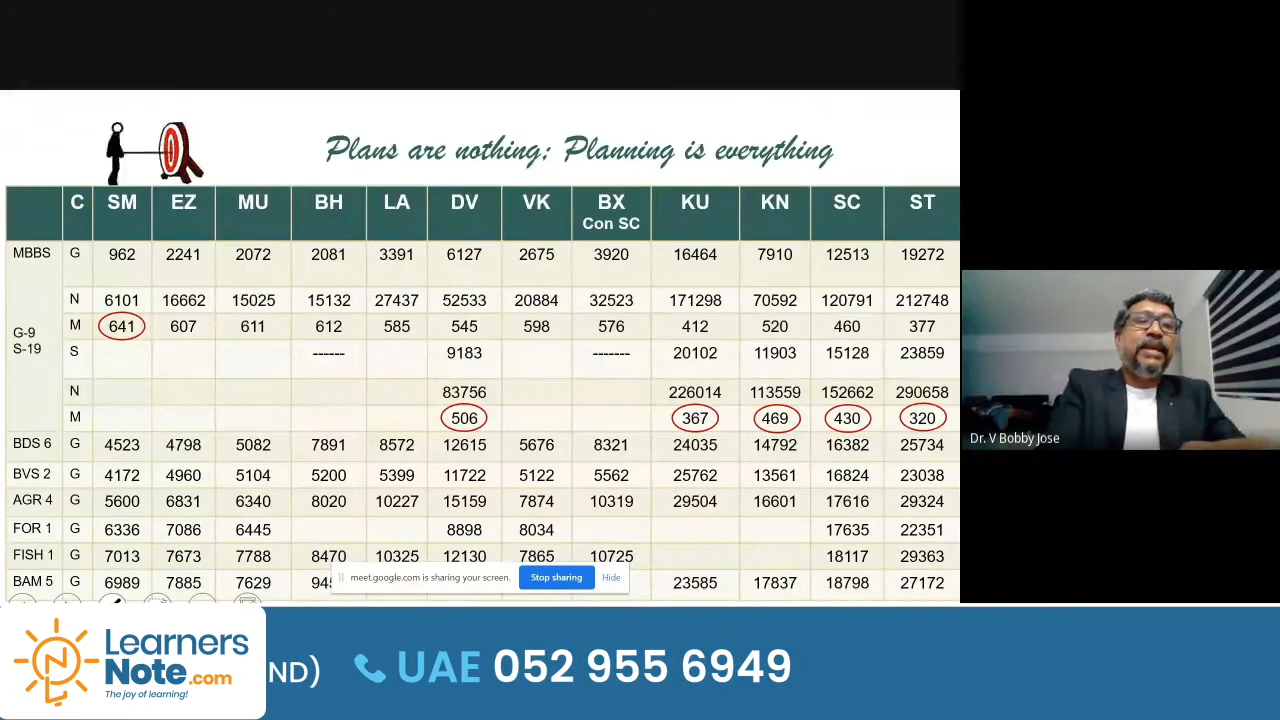 Plans are nothing; Planning is everything
C SM EZ MU BH LA DV VK BX KU KN SC ST
Con SC
MBBS G 962 2241 2072 2081 3391 6127 2675 3920 16464 7910 12513 19272
N 6101 16662 15025 15132 27437 52533 20884 32523 171298 70592 120791 212748
G-9 M 641 607 611 612 585 545 598 576 412 520 460 377
S-19 S ------ 9183 ------- 20102 11903 15128 23859
N 83756 226014 113559 152662 290658
M 506 367 469 430 320
BDS 6 G 4523 4798 5082 7891 8572 12615 5676 8321 24035 14792 16382 25734
BVS 2 G 4172 4960 5104 5200 5399 11722 5122 5562 25762 13561 16824 23038
AGR 4 G 5600 6831 6340 8020 10227 15159 7874 10319 29504 16601 17616 29324
FOR 1 G 6336 7086 6445 8898 8034 17635 22351
FISH 1 G 7013 7673 7788 8470 10325 12130 7865 10725 18117 29363
BAM 5 G 6989 7885 7629 23585 17837 18798 27172
meet.google.com is sharing your screen. Stop sharing Hide
Dr. V Bobby Jose
Learners
Note.com
The joy of learning!
ND) UAE 052 955 6949